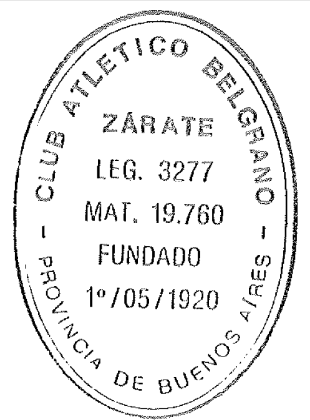 CLUB ATLETICO BELGRANO
ZÁRATE
LEG. 3277
MAT. 19.760
FUNDADO
1º/05/1920
- PROVINCIA DE BUENOS AIRES -